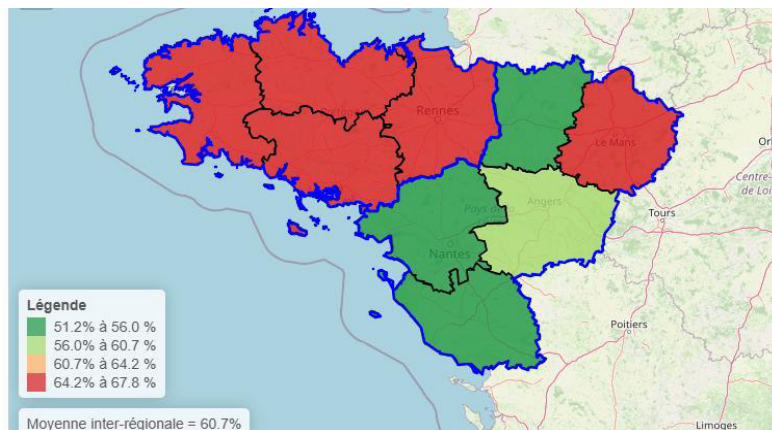 Rennes
Le Mans
Angers
Pays de
Nantes
Centre-
de Loi
Tours
Poitiers
Limoges
Légende
51.2% à 56.0 %
56.0% à 60.7 %
60.7% à 64.2 %
64.2% à 67.8 %
Moyenne inter-régionale = 60.7%